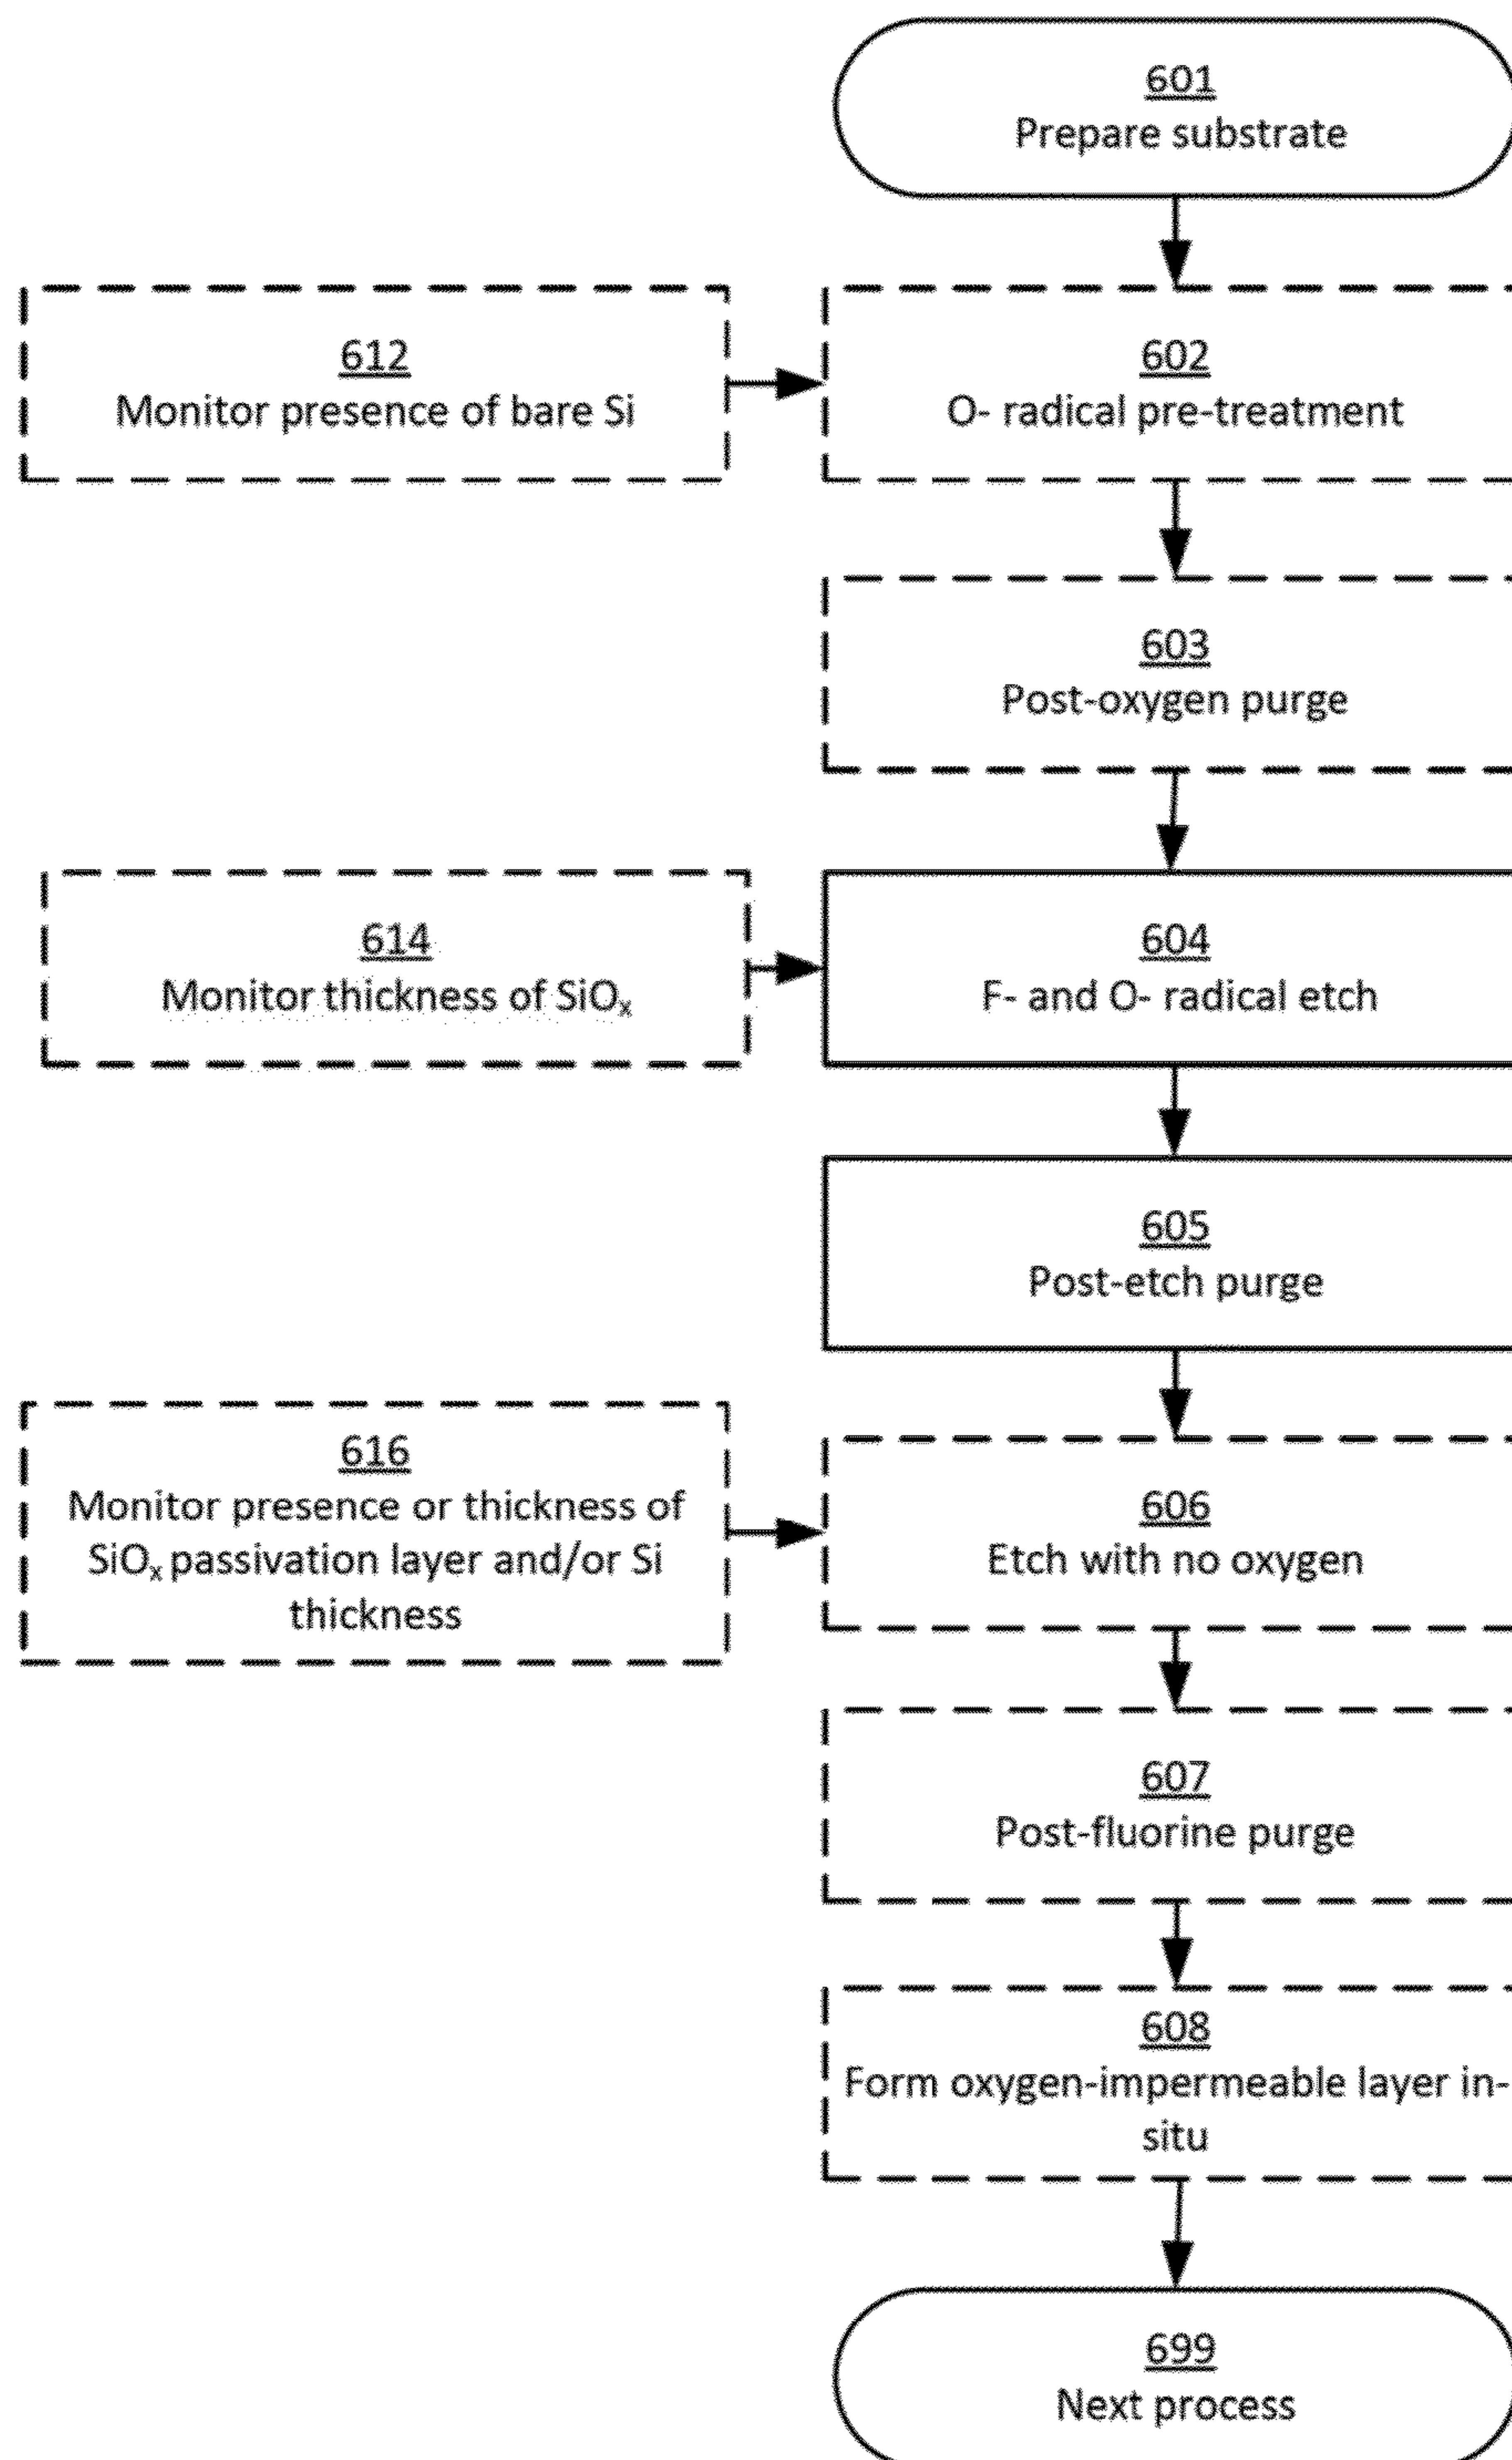 601
Prepare substrate
612
Monitor presence of bare Si
602
O- radical pre-treatment
603
Post-oxygen purge
614
Monitor thickness of SiOₓ
604
F- and O- radical etch
605
Post-etch purge
616
Monitor presence or thickness of
SiOₓ passivation layer and/or Si
thickness
606
Etch with no oxygen
607
Post-fluorine purge
608
Form oxygen-impermeable layer in-
situ
699
Next process